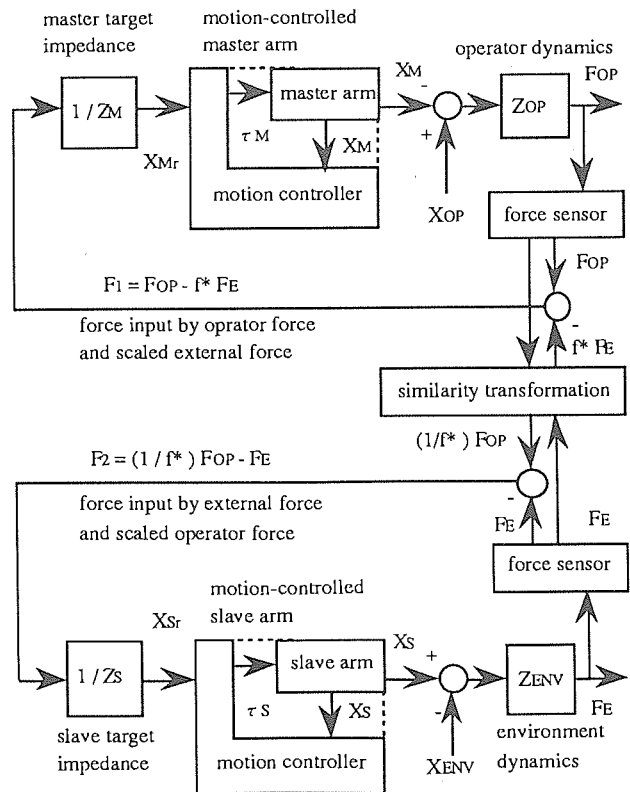 master target
impedance
motion-controlled
master arm
operator dynamics
XM
-
FOP
1 / ZM
master arm
ZOP
+
τ M
XM
XMr
motion controller
XOP
force sensor
F1 = FOP - f* FE
FOP
-
force input by oprator force
and scaled external force
f* FE
similarity transformation
F2 = (1 / f* ) FOP - FE
(1/f* ) FOP
-
force input by external force
and scaled operator force
FE
FE
force sensor
motion-controlled
slave arm
XSr
XS
+
1 / ZS
slave arm
ZENV
τ S
XS
-
FE
slave target
impedance
motion controller
XENV
environment
dynamics